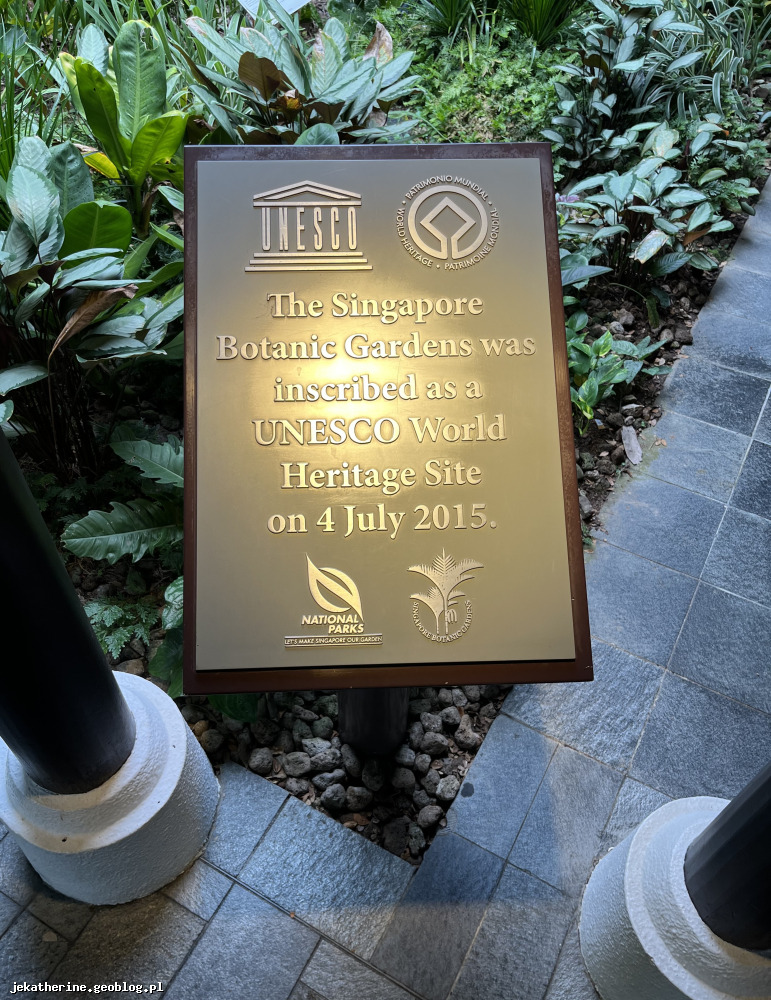 UNESCO
PATRIMONIO MUNDIAL • WORLD HERITAGE • PATRIMOINE MONDIAL •
The Singapore
Botanic Gardens was
inscribed as a
UNESCO World
Heritage Site
on 4 July 2015.
NATIONAL
PARKS
LET'S MAKE SINGAPORE OUR GARDEN
SINGAPORE BOTANIC GARDENS
jekatherine.geoblog.pl